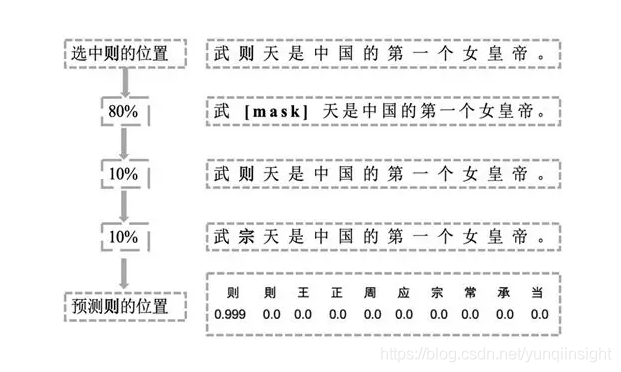 选中则的位置 武则天是中国的第一个女皇帝。
80% 武 [mask] 天是中国的第一个女皇帝。
10% 武则天是中国的第一个女皇帝。
10% 武宗天是中国的第一个女皇帝。
预测则的位置
则 則 王 正 周 应 宗 常 承 当
0.999 0.0 0.0 0.0 0.0 0.0 0.0 0.0 0.0 0.0
https://blog.csdn.net/yunqiinsight